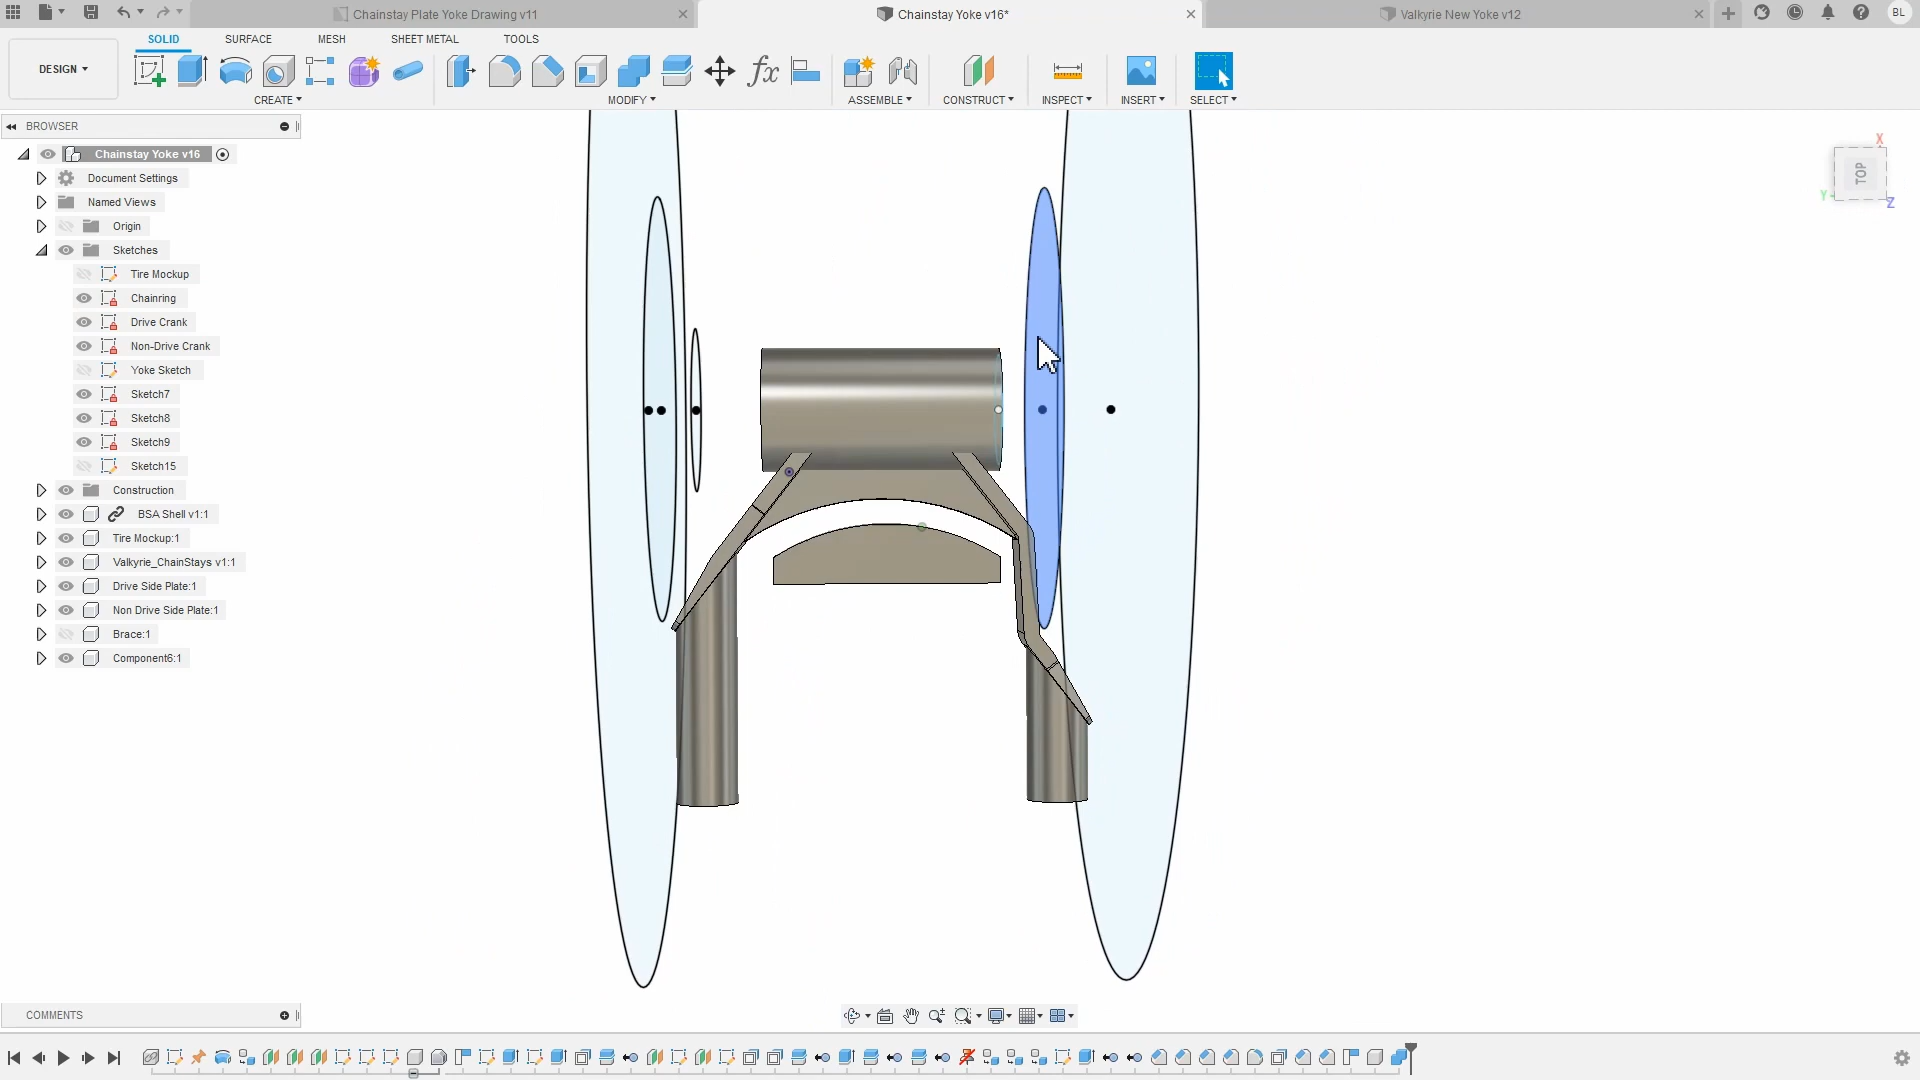 Chainstay Plate Yoke Drawing v11
Chainstay Yoke v16*
Valkyrie New Yoke v12
BL
DESIGN
SOLID
SURFACE
MESH
SHEET METAL
TOOLS
CREATE
MODIFY
ASSEMBLE
CONSTRUCT
INSPECT
INSERT
SELECT
BROWSER
Chainstay Yoke v16
Document Settings
Named Views
Origin
Sketches
Tire Mockup
Chainring
Drive Crank
Non-Drive Crank
Yoke Sketch
Sketch7
Sketch8
Sketch9
Sketch15
Construction
BSA Shell v1:1
Tire Mockup:1
Valkyrie_ChainStays v1:1
Drive Side Plate:1
Non Drive Side Plate:1
Brace:1
Component6:1
X
TOP
Y
Z
COMMENTS